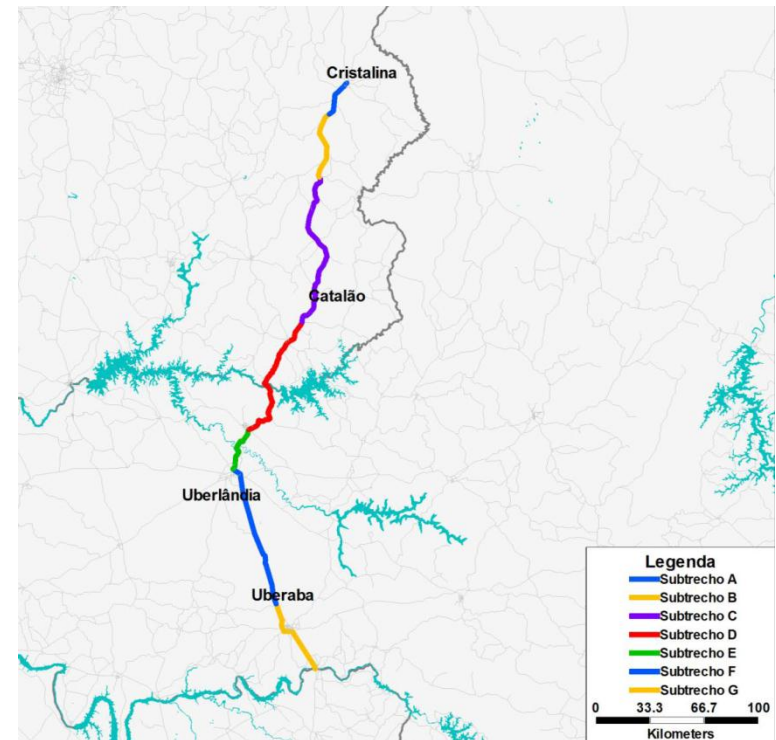 Cristalina
Catalão
Uberlândia
Uberaba
Legenda
Subtrecho A
Subtrecho B
Subtrecho C
Subtrecho D
Subtrecho E
Subtrecho F
Subtrecho G
0 33.3 66.7 100
Kilometers